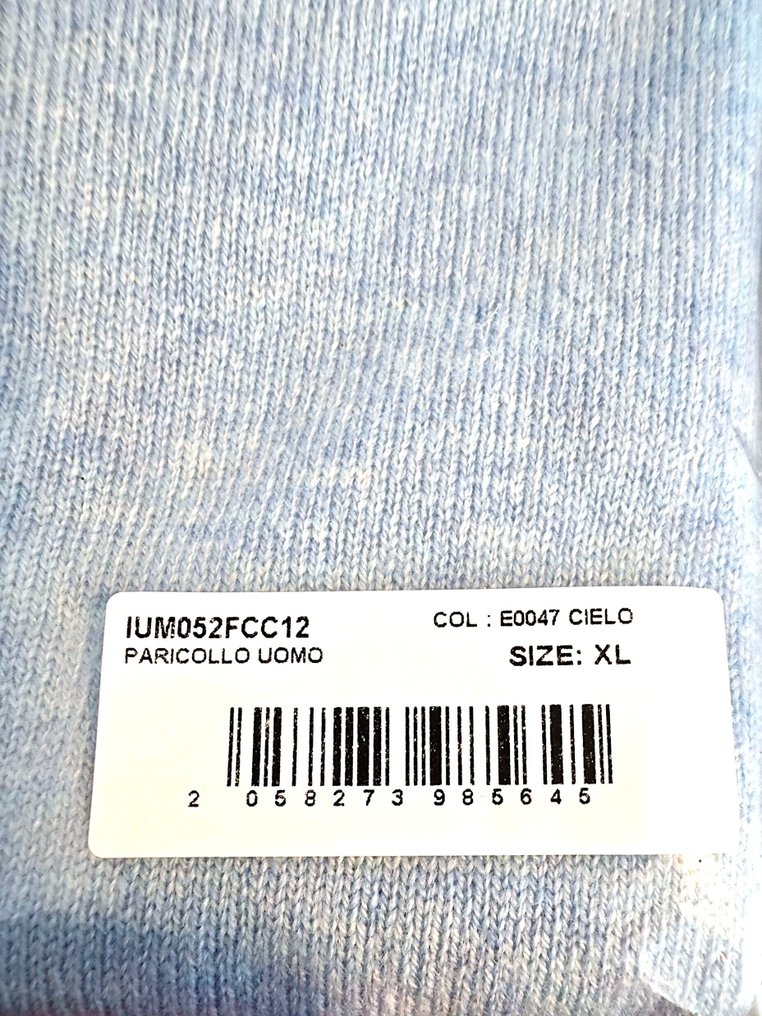 IUM052FCC12
PARICOLLO UOMO
COL : E0047 CIELO
SIZE: XL
2 058273 985645